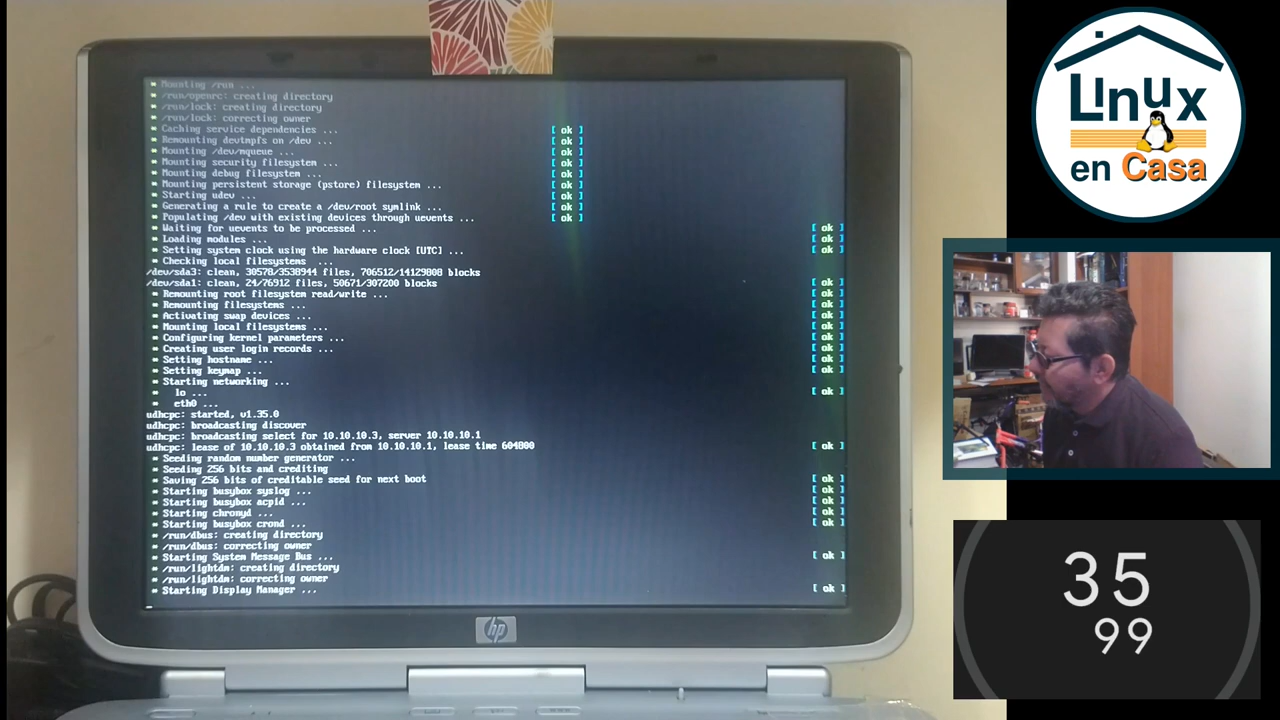 * Mounting /run ...
* /run/openrc: creating directory
* /run/lock: creating directory
* /run/lock: correcting owner
* Caching service dependencies ... [ ok ]
* Remounting devtmpfs on /dev ... [ ok ]
* Mounting /dev/mqueue ... [ ok ]
* Mounting security filesystem ... [ ok ]
* Mounting debug filesystem ... [ ok ]
* Mounting persistent storage (pstore) filesystem ... [ ok ]
* Starting udev ... [ ok ]
* Generating a rule to create a /dev/root symlink ... [ ok ]
* Populating /dev with existing devices through uevents ... [ ok ]
* Waiting for uevents to be processed ... [ ok ]
* Loading modules ... [ ok ]
* Setting system clock using the hardware clock [UTC] ... [ ok ]
* Checking local filesystems ...
/dev/sda3: clean, 30578/3538944 files, 706512/14129808 blocks
/dev/sda1: clean, 24/76912 files, 50671/307200 blocks [ ok ]
* Remounting root filesystem read/write ... [ ok ]
* Remounting filesystems ... [ ok ]
* Activating swap devices ... [ ok ]
* Mounting local filesystems ... [ ok ]
* Configuring kernel parameters ... [ ok ]
* Creating user login records ... [ ok ]
* Setting hostname ... [ ok ]
* Setting keymap ... [ ok ]
* Starting networking ...
* lo ... [ ok ]
* eth0 ...
udhcpc: started, v1.35.0
udhcpc: broadcasting discover
udhcpc: broadcasting select for 10.10.10.3, server 10.10.10.1
udhcpc: lease of 10.10.10.3 obtained from 10.10.10.1, lease time 604800 [ ok ]
* Seeding random number generator ...
* Seeding 256 bits and crediting
* Saving 256 bits of creditable seed for next boot [ ok ]
* Starting busybox syslog ... [ ok ]
* Starting busybox acpid ... [ ok ]
* Starting chronyd ... [ ok ]
* Starting busybox crond ... [ ok ]
* /run/dbus: creating directory
* /run/dbus: correcting owner
* Starting System Message Bus ... [ ok ]
* /run/lightdm: creating directory
* /run/lightdm: correcting owner
* Starting Display Manager ... [ ok ]
hp
Linux
en Casa
35
99